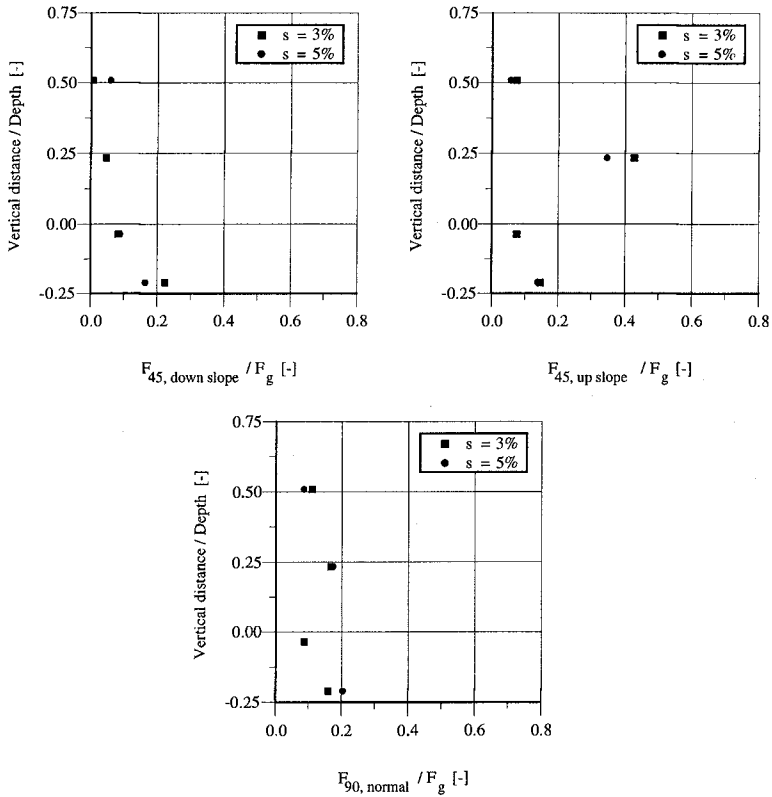 0.75
0.50
0.25
0.00
-0.25
Vertical distance / Depth [-]
s = 3%
s = 5%
0.0 0.2 0.4 0.6 0.8
F45, down slope / Fg [-]
0.75
0.50
0.25
0.00
-0.25
Vertical distance / Depth [-]
s = 3%
s = 5%
0.0 0.2 0.4 0.6 0.8
F45, up slope / Fg [-]
0.75
0.50
0.25
0.00
-0.25
Vertical distance / Depth [-]
s = 3%
s = 5%
0.0 0.2 0.4 0.6 0.8
F90, normal / Fg [-]